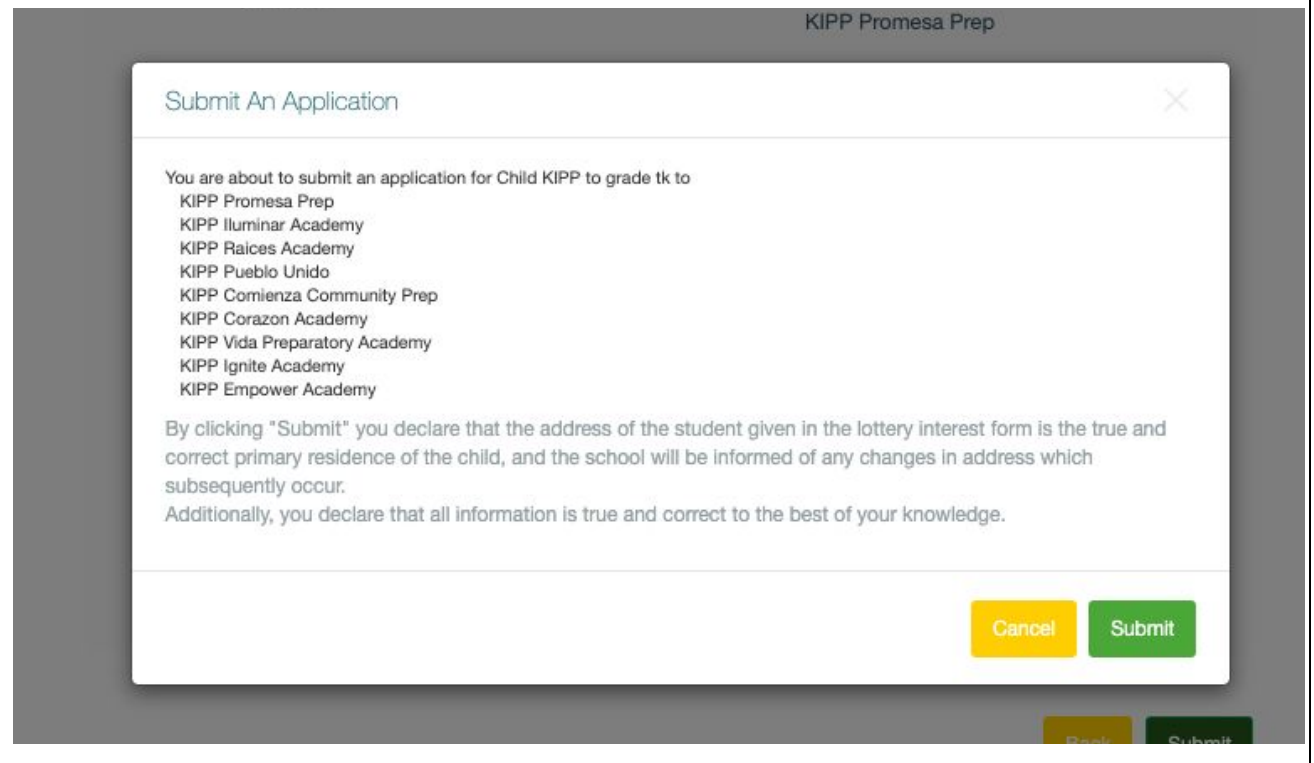 KIPP Promesa Prep
Submit An Application
You are about to submit an application for Child KIPP to grade tk to
KIPP Promesa Prep
KIPP Iluminar Academy
KIPP Raices Academy
KIPP Pueblo Unido
KIPP Comienza Community Prep
KIPP Corazon Academy
KIPP Vida Preparatory Academy
KIPP Ignite Academy
KIPP Empower Academy
By clicking "Submit" you declare that the address of the student given in the lottery interest form is the true and
correct primary residence of the child, and the school will be informed of any changes in address which
subsequently occur.
Additionally, you declare that all information is true and correct to the best of your knowledge.
Cancel Submit
Back Submit